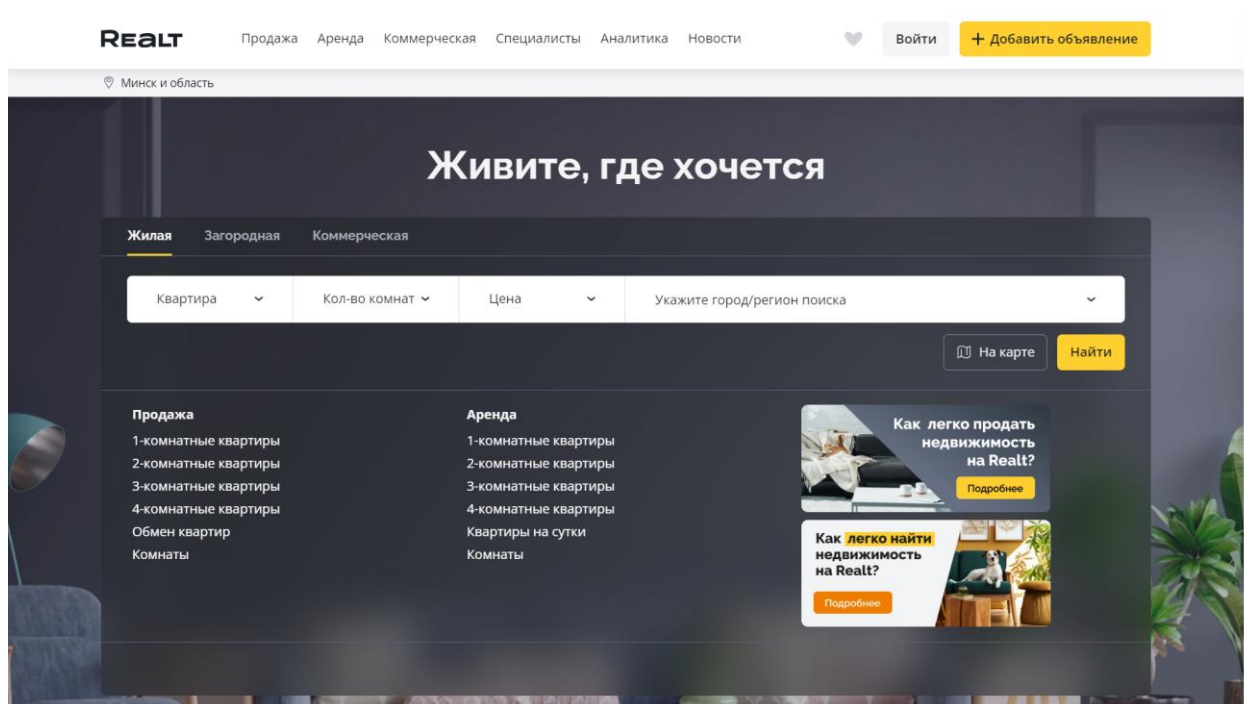 Realt
Продажа Аренда Коммерческая Специалисты Аналитика Новости
Войти
+ Добавить объявление
Минск и область
Живите, где хочется
Жилая Загородная Коммерческая
Квартира Кол-во комнат Цена Укажите город/регион поиска
На карте Найти
Продажа
1-комнатные квартиры
2-комнатные квартиры
3-комнатные квартиры
4-комнатные квартиры
Обмен квартир
Комнаты
Аренда
1-комнатные квартиры
2-комнатные квартиры
3-комнатные квартиры
4-комнатные квартиры
Квартиры на сутки
Комнаты
Как легко продать
недвижимость
на Realt?
Подробнее
Как легко найти
недвижимость
на Realt?
Подробнее